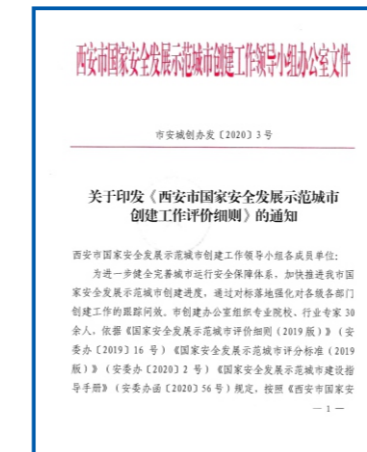 西安市国家安全发展示范城市创建工作领导小组办公室文件
市安城创办发〔2020〕3号
关于印发《西安市国家安全发展示范城市
创建工作评价细则》的通知
西安市国家安全发展示范城市创建工作领导小组各成员单位:
为进一步健全完善城市运行安全保障体系,加快推进我市国
家安全发展示范城市创建进度,通过对标落地强化对各级各部门
创建工作的跟踪问效。市创建办公室组织专业院校、行业专家30
余人,依据《国家安全发展示范城市评价细则(2019版)》(安
委办〔2019〕16号)《国家安全发展示范城市评分标准(2019
版)》(安委办〔2020〕2号)《国家安全发展示范城市建设指
导手册》(安委办函〔2020〕56号)规定,按照《西安市国家安
— 1 —